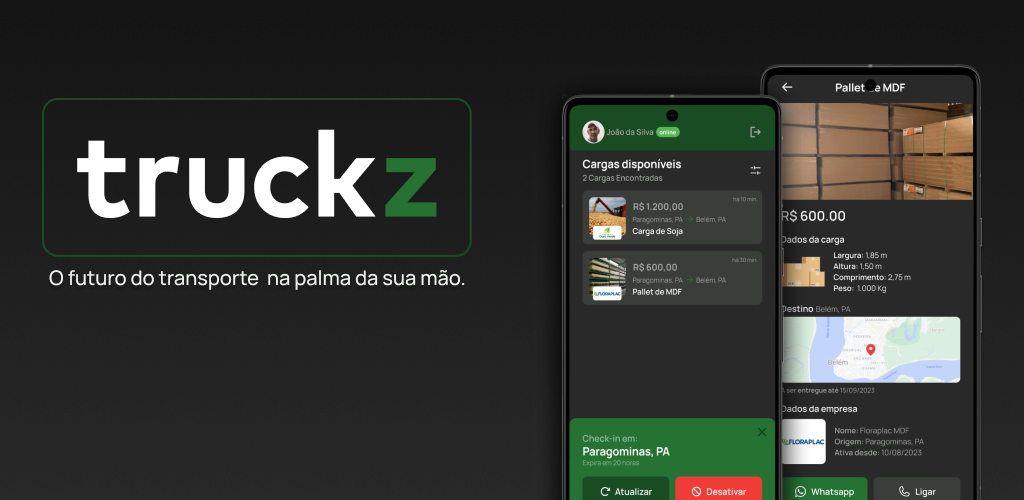 truckz
O futuro do transporte na palma da sua mão.
João da Silva online
Cargas disponíveis
2 Cargas Encontradas
há 10 min.
R$ 1.200,00
Paragominas, PA → Belém, PA
Carga de Soja
há 30 min.
R$ 600,00
Paragominas, PA → Belém, PA
FLORAPLAC
Pallet de MDF
Check-in em:
Paragominas, PA
Expira em 20 horas
Atualizar
Desativar
Pallet de MDF
R$ 600.00
Dados da carga
Largura: 1,85 m
Altura: 1,50 m
Comprimento: 2,75 m
Peso: 1.000 Kg
Destino Belém, PA
Belém
A ser entregue até 15/09/2023
Dados da empresa
FLORAPLAC
Nome: Floraplac MDF
Origem: Paragominas, PA
Ativa desde: 10/08/2023
Whatsapp
Ligar